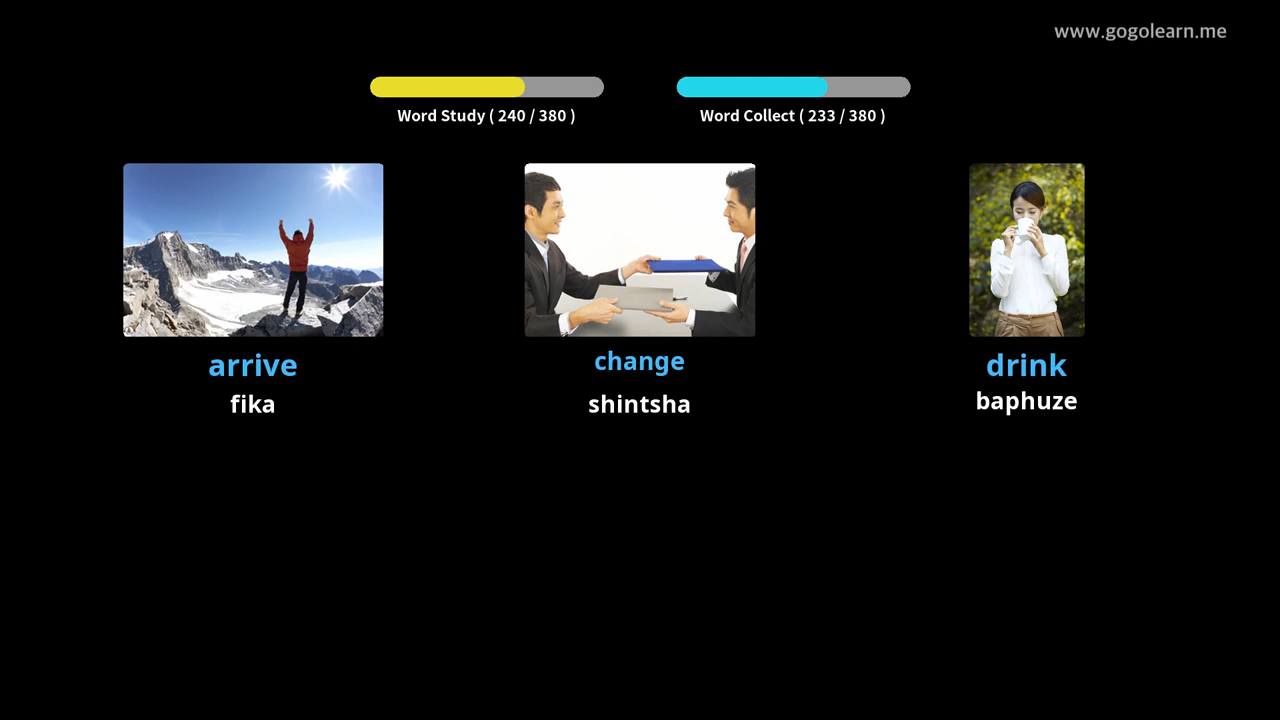 www.gogolearn.me
Word Study ( 240 / 380 )
Word Collect ( 233 / 380 )
arrive
fika
change
shintsha
drink
baphuze